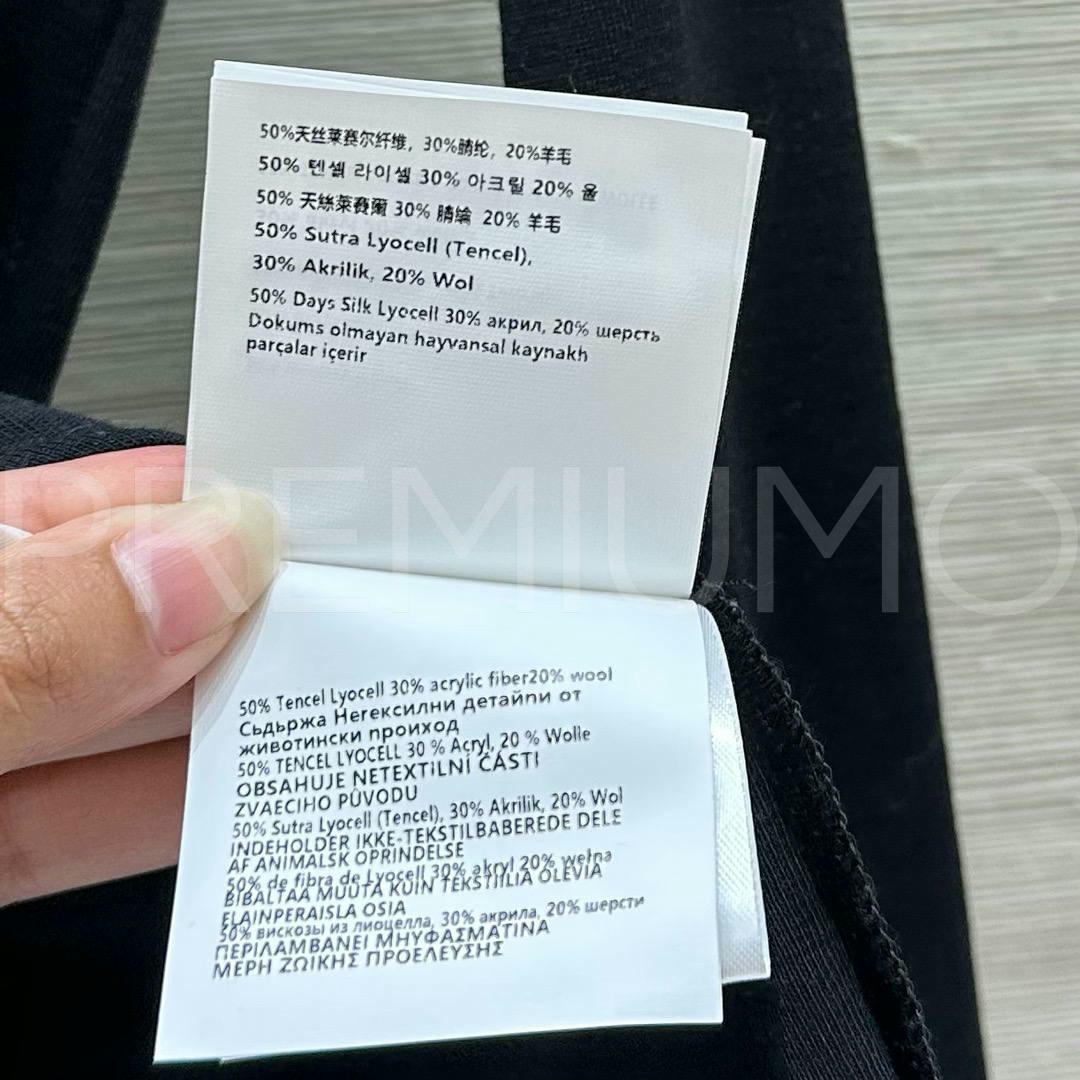 50%天丝莱赛尔纤维，30%腈纶，20%羊毛
50% 텐셀 라이셀 30% 아크릴 20% 울
50% 天絲萊賽爾 30% 腈綸 20% 羊毛
50% Sutra Lyocell (Tencel),
30% Akrilik, 20% Wol
50% Days Silk Lyocell 30% акрил, 20% шерсть
Dokums olmayan hayvansal kaynakh
parçalar içerir
PREMIUMO
50% Tencel Lyocell 30% acrylic fiber20% wool
Съдържа Негексилни детайпи от
животински проиход
50% TENCEL LYOCELL 30 % Acryl, 20 % Wolle
OBSAHUJE NETEXTiLNÍ ČÁSTI
ZVAECIHO PŮVODU
50% Sutra Lyocell (Tencel), 30% Akrilik, 20% Wol
INDEHOLDER IKKE-TEKSTILBABEREDE DELE
AF ANIMALSK OPRINDELSE
50% de fibra de Lyocell 30% akryl 20% wełna
BIBALTAA MUUTA KUIN TEKSTIILIA OLEVIA
ELAINPERAISLA OSIA
50% вискозы из лиоцелла, 30% акрила, 20% шерсти
ΠΕΡΙΛΑΜΒΑΝΕΙ ΜΗΥΦΑΣΜΑΤΙΝΑ
ΜΕΡΗ ΖΩΙΚΗΣ ΠΡΟΕΛΕΥΣΗΣ